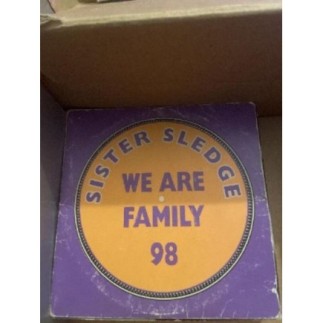 SISTER SLEDGE
WE ARE
FAMILY
98